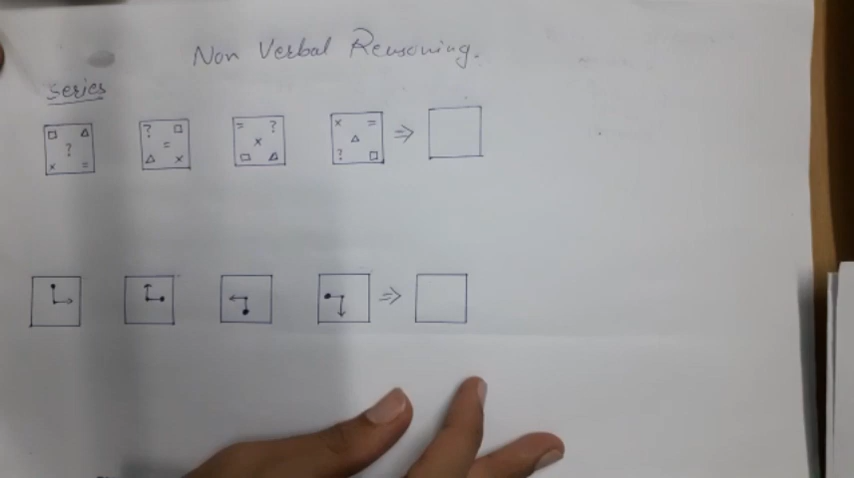 Non Verbal Reasoning.
series
□ △ ? □ = ? x =
? x = △ x □ △ △ ? □ ⇒
x = 
⇒